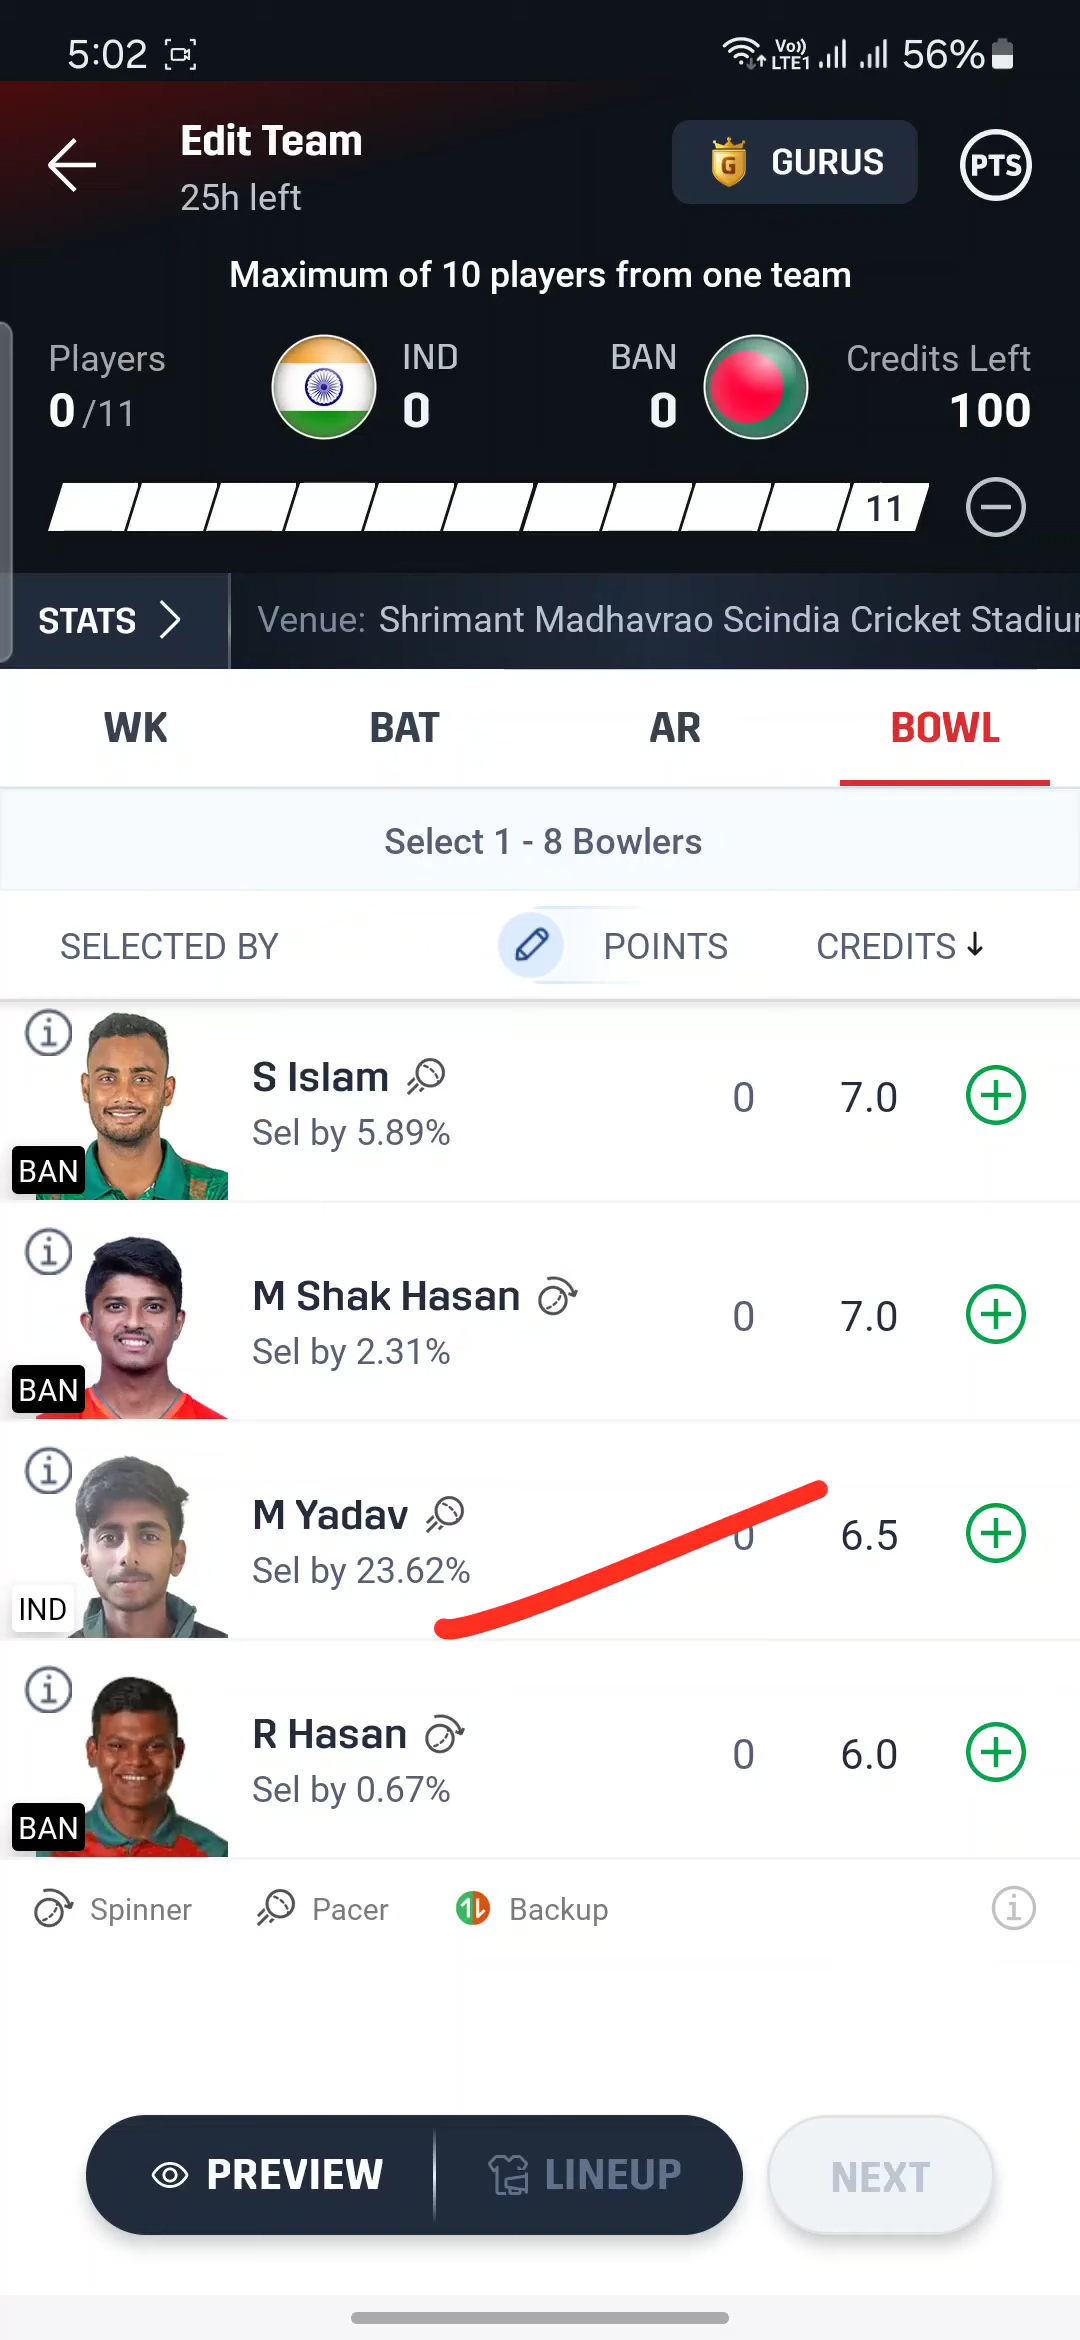 5:02 Vo)) LTE1 56%
Edit Team
25h left
G GURUS
PTS
Maximum of 10 players from one team
Players IND BAN Credits Left
0/11 0 0 100
11
STATS Venue: Shrimant Madhavrao Scindia Cricket Stadiu
WK BAT AR BOWL
Select 1 - 8 Bowlers
SELECTED BY POINTS CREDITS ↓
S Islam
Sel by 5.89%
0 7.0
BAN
M Shak Hasan
Sel by 2.31%
0 7.0
BAN
M Yadav
Sel by 23.62%
0 6.5
IND
R Hasan
Sel by 0.67%
0 6.0
BAN
Spinner Pacer Backup
PREVIEW LINEUP NEXT